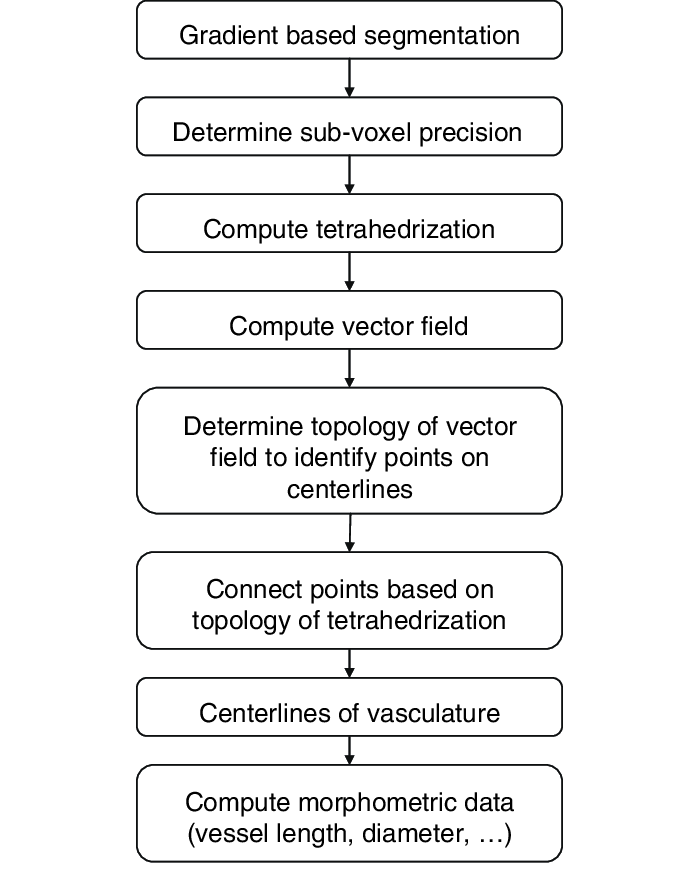 Gradient based segmentation
Determine sub-voxel precision
Compute tetrahedrization
Compute vector field
Determine topology of vector
field to identify points on
centerlines
Connect points based on
topology of tetrahedrization
Centerlines of vasculature
Compute morphometric data
(vessel length, diameter, …)